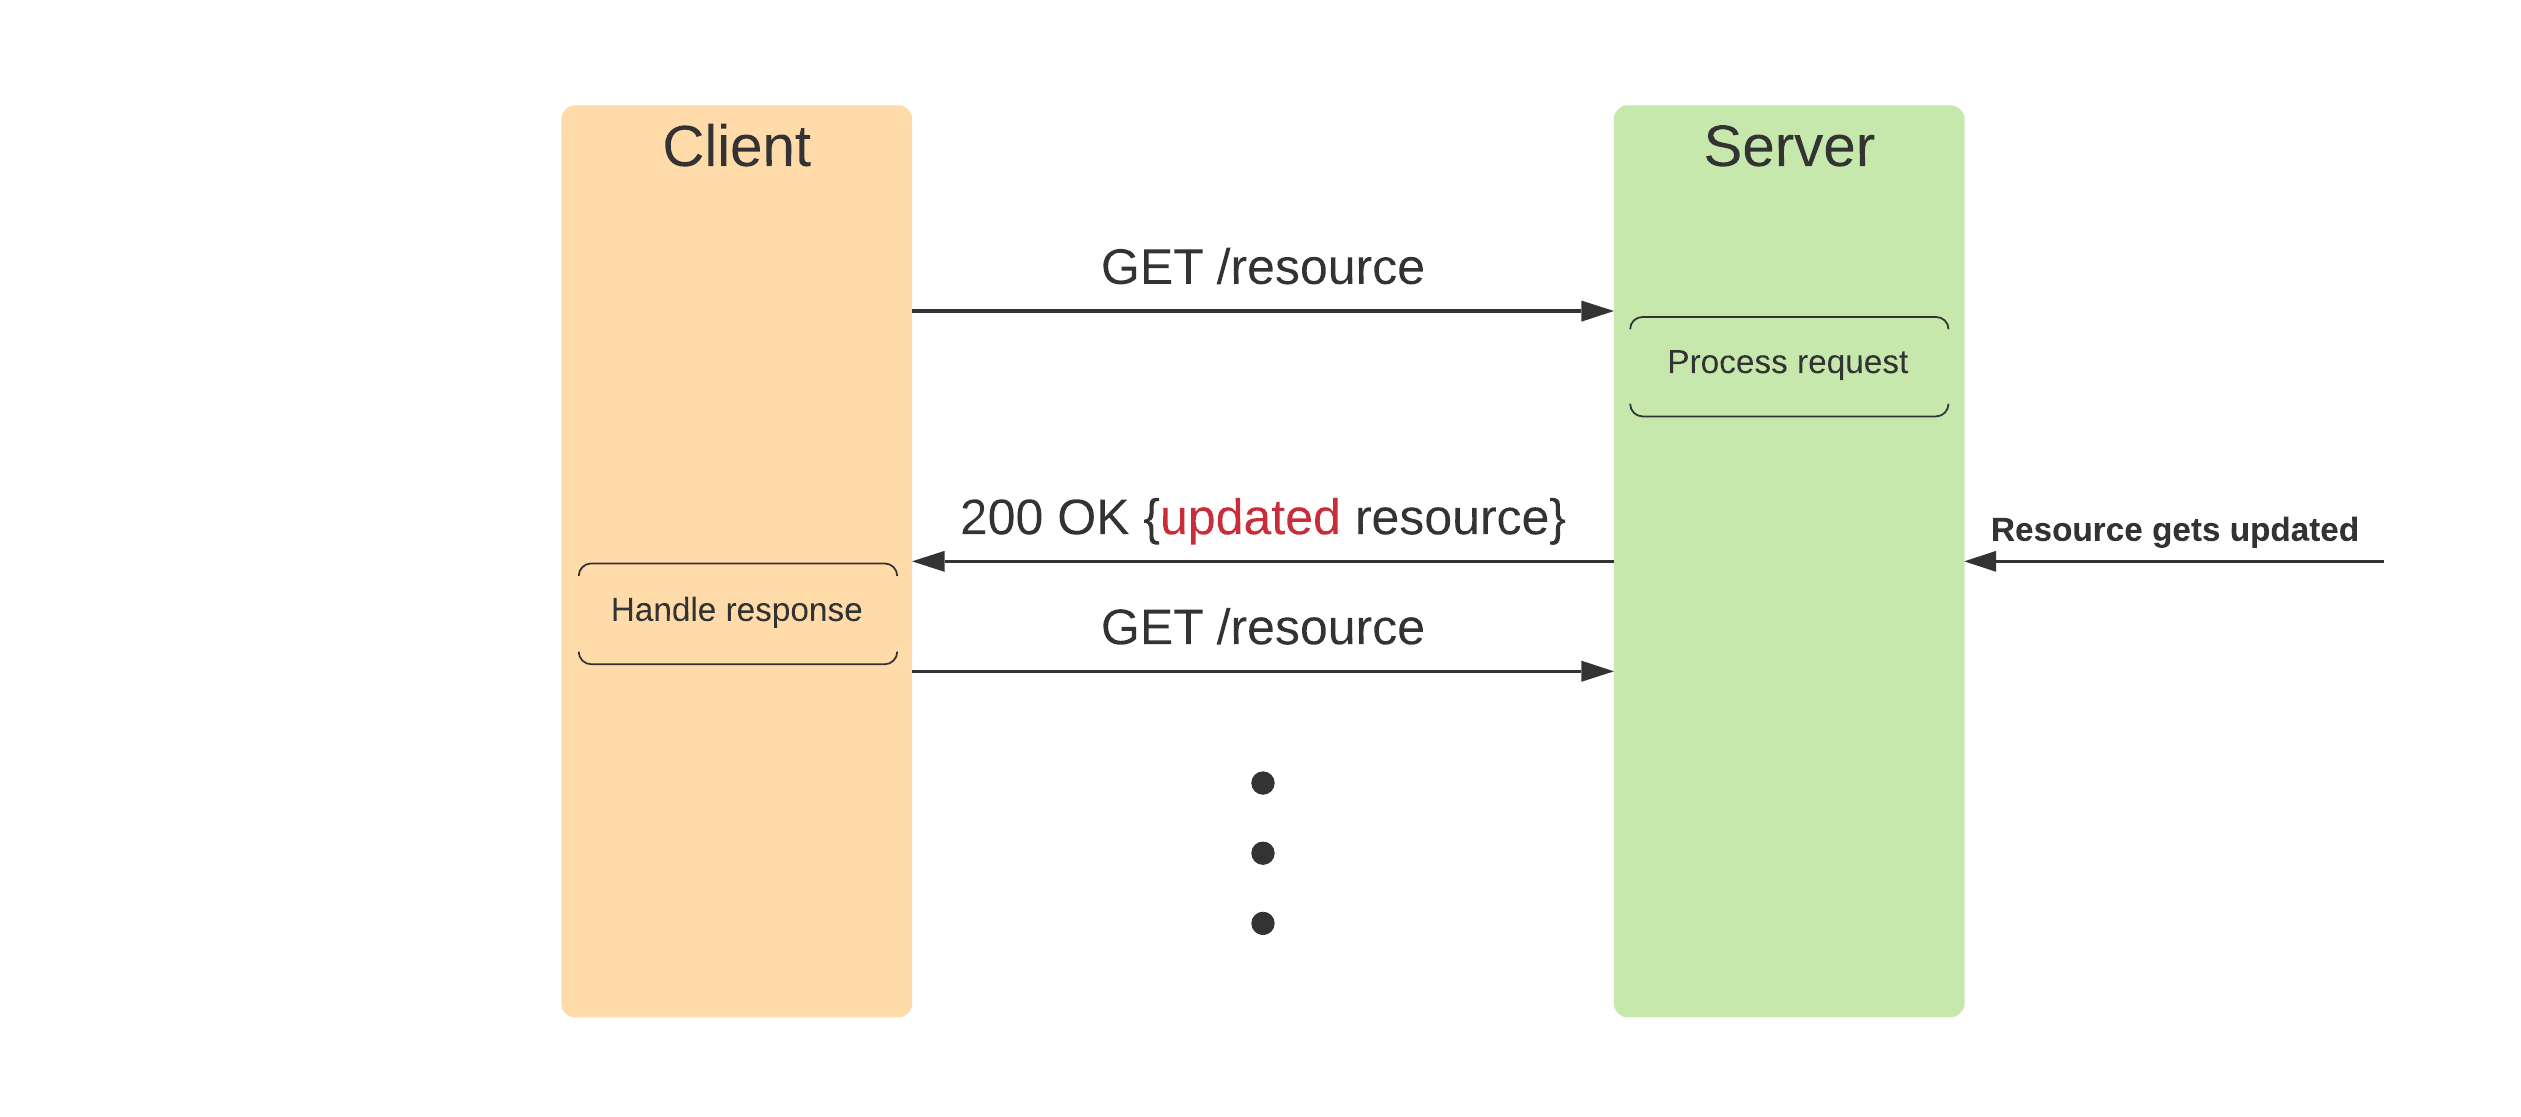 Client
Server
GET /resource
Process request
200 OK {updated resource}
Resource gets updated
Handle response
GET /resource